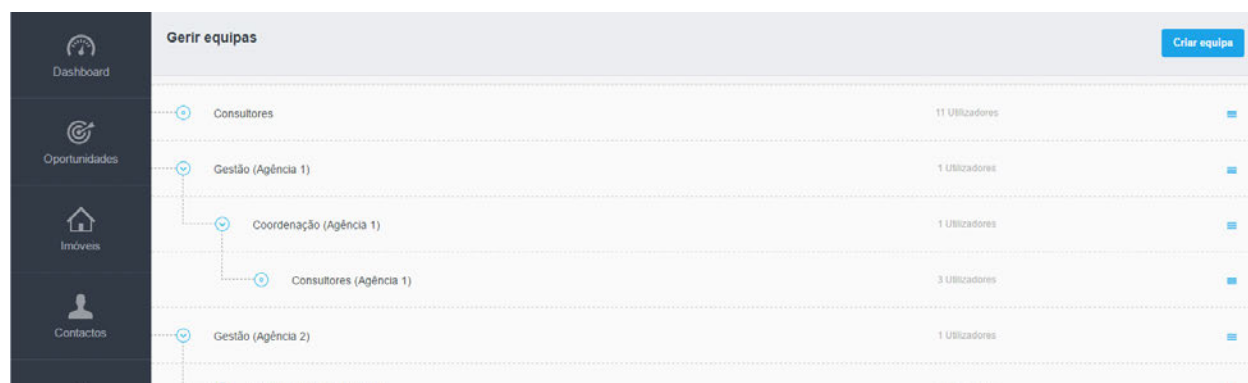 Gerir equipas
Criar equipa
Dashboard
Consultores 11 Utilizadores
Oportunidades
Gestão (Agência 1) 1 Utilizadores
Coordenação (Agência 1) 1 Utilizadores
Imóveis
Consultores (Agência 1) 3 Utilizadores
Contactos
Gestão (Agência 2) 1 Utilizadores